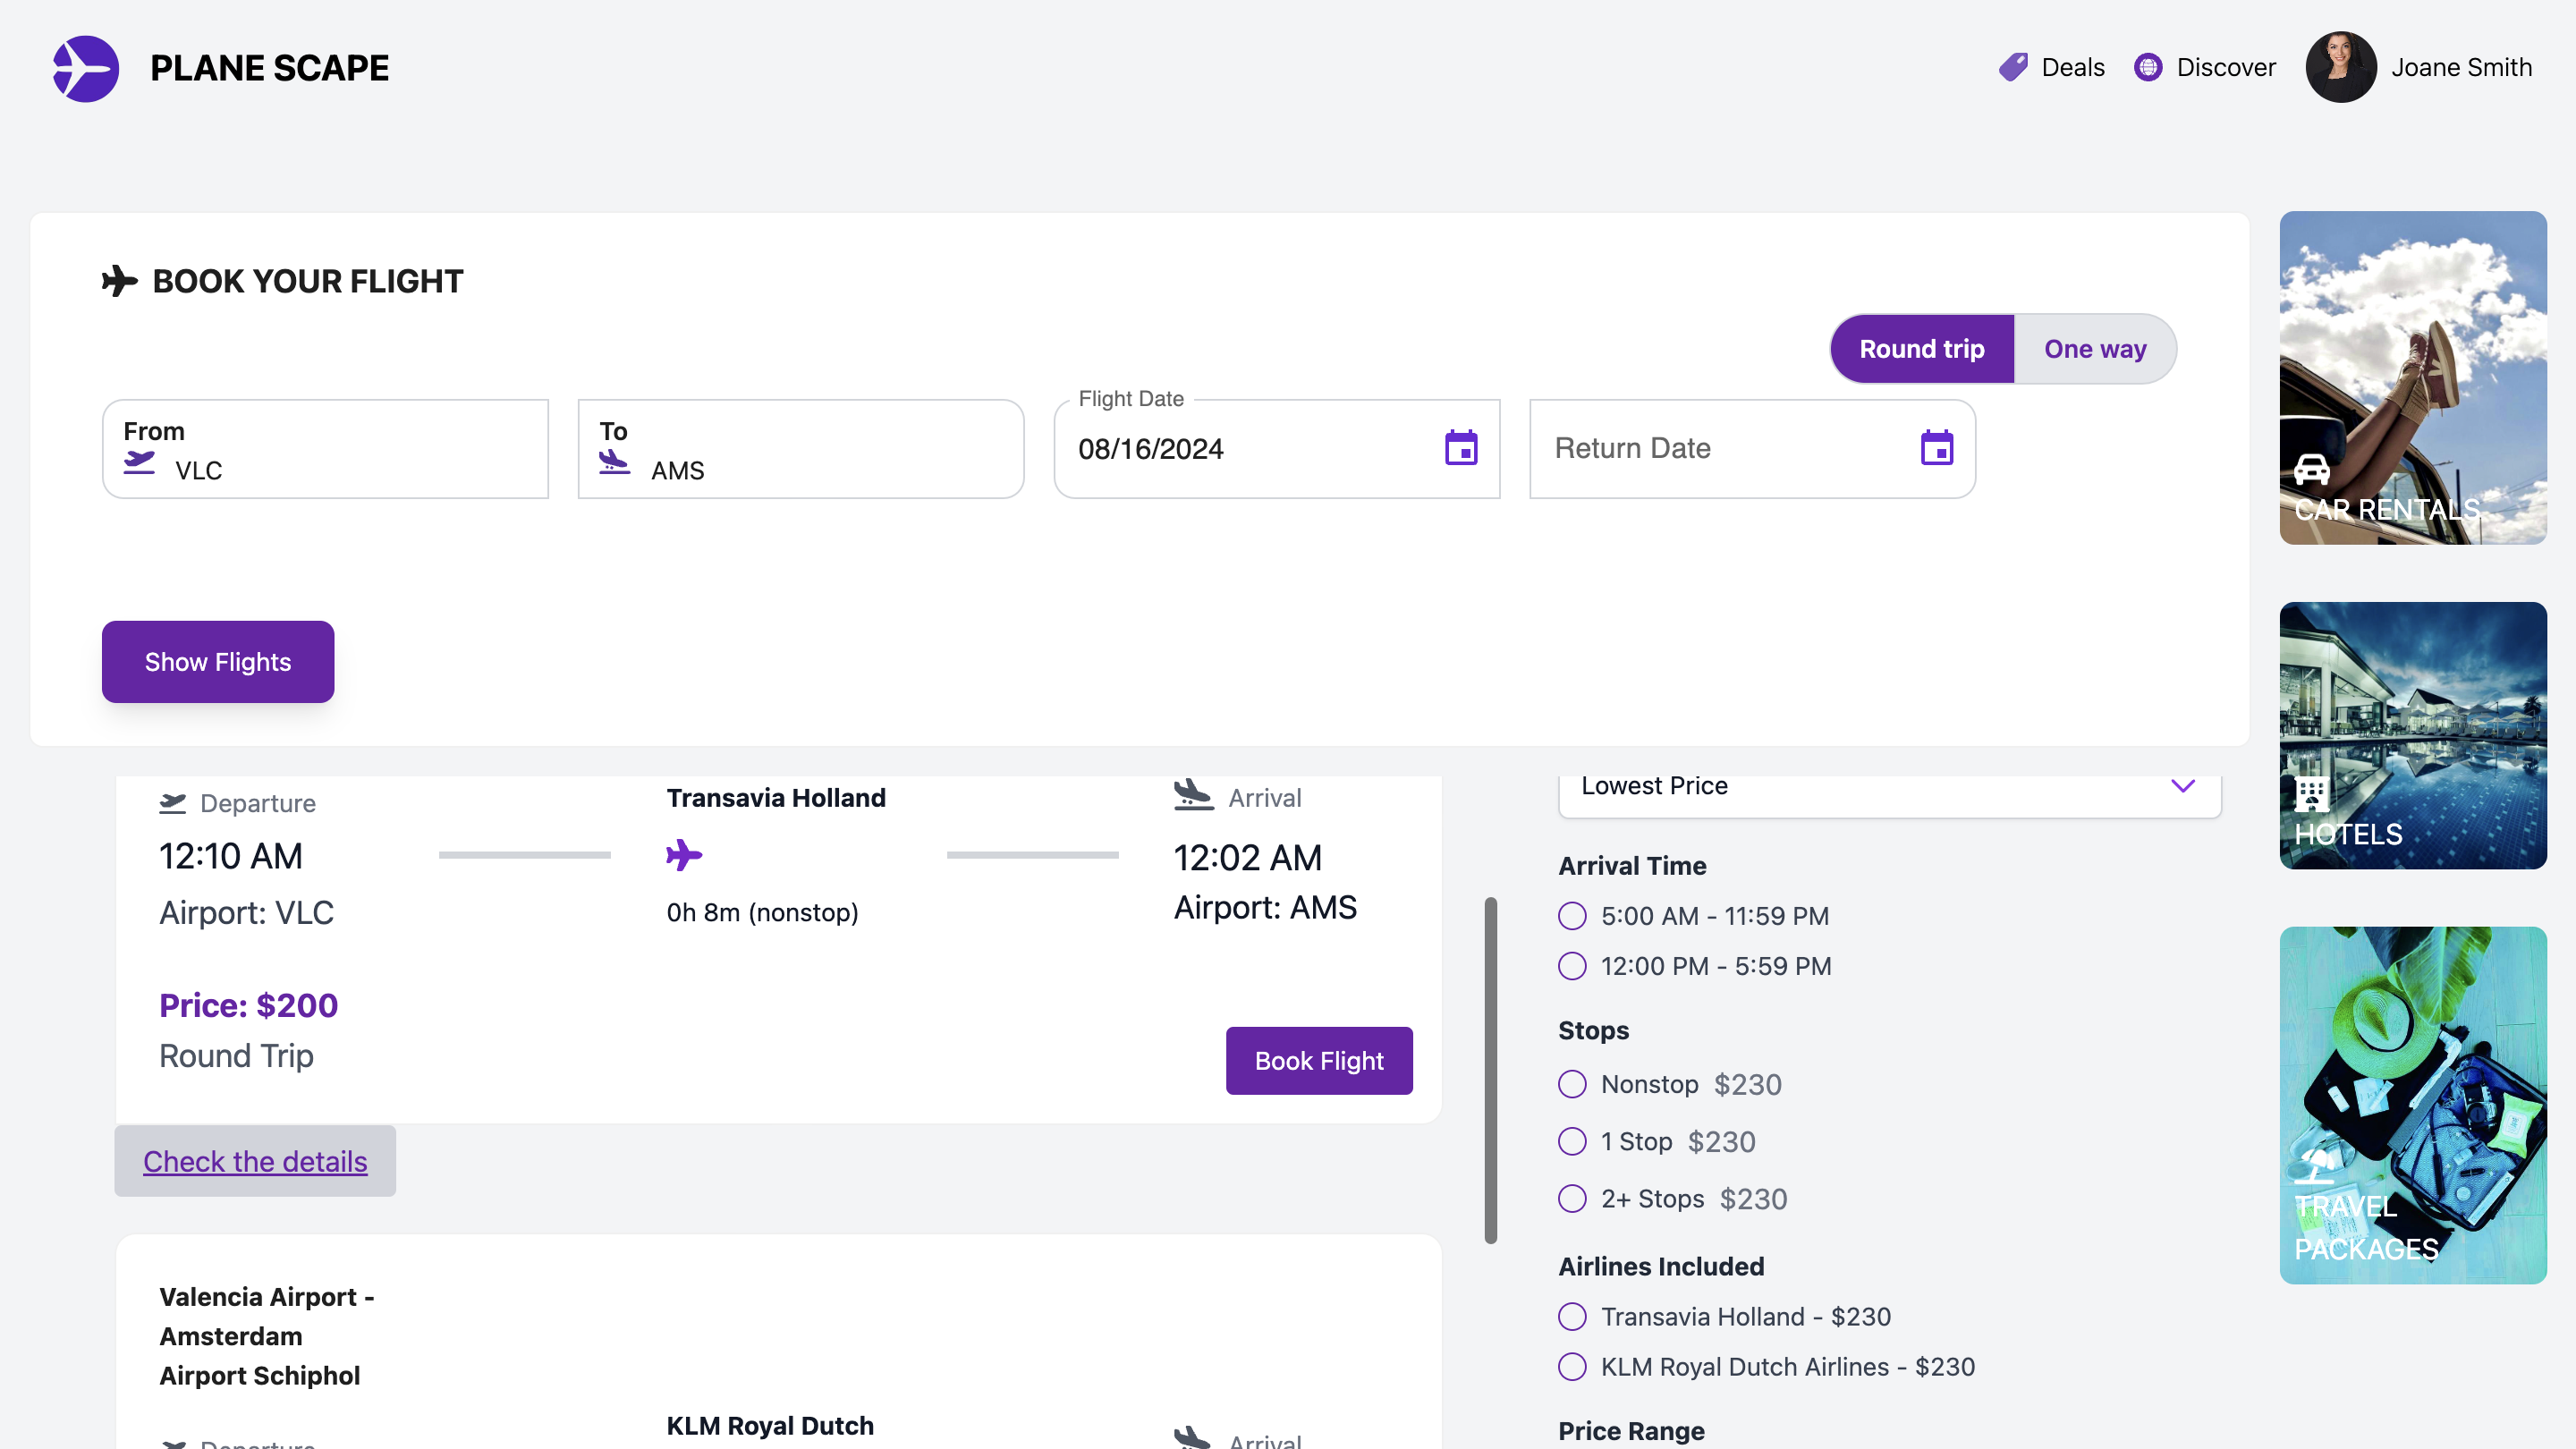 PLANE SCAPE
Deals
Discover
Joane Smith
BOOK YOUR FLIGHT
Round trip
One way
From
VLC
To
AMS
Flight Date
08/16/2024
Return Date
Show Flights
CAR RENTALS
HOTELS
TRAVEL
PACKAGES
Departure
12:10 AM
Airport: VLC
Transavia Holland
0h 8m (nonstop)
Arrival
12:02 AM
Airport: AMS
Price: $200
Round Trip
Book Flight
Check the details
Valencia Airport -
Amsterdam
Airport Schiphol
Departure
KLM Royal Dutch
Arrival
Lowest Price
Arrival Time
5:00 AM - 11:59 PM
12:00 PM - 5:59 PM
Stops
Nonstop $230
1 Stop $230
2+ Stops $230
Airlines Included
Transavia Holland - $230
KLM Royal Dutch Airlines - $230
Price Range